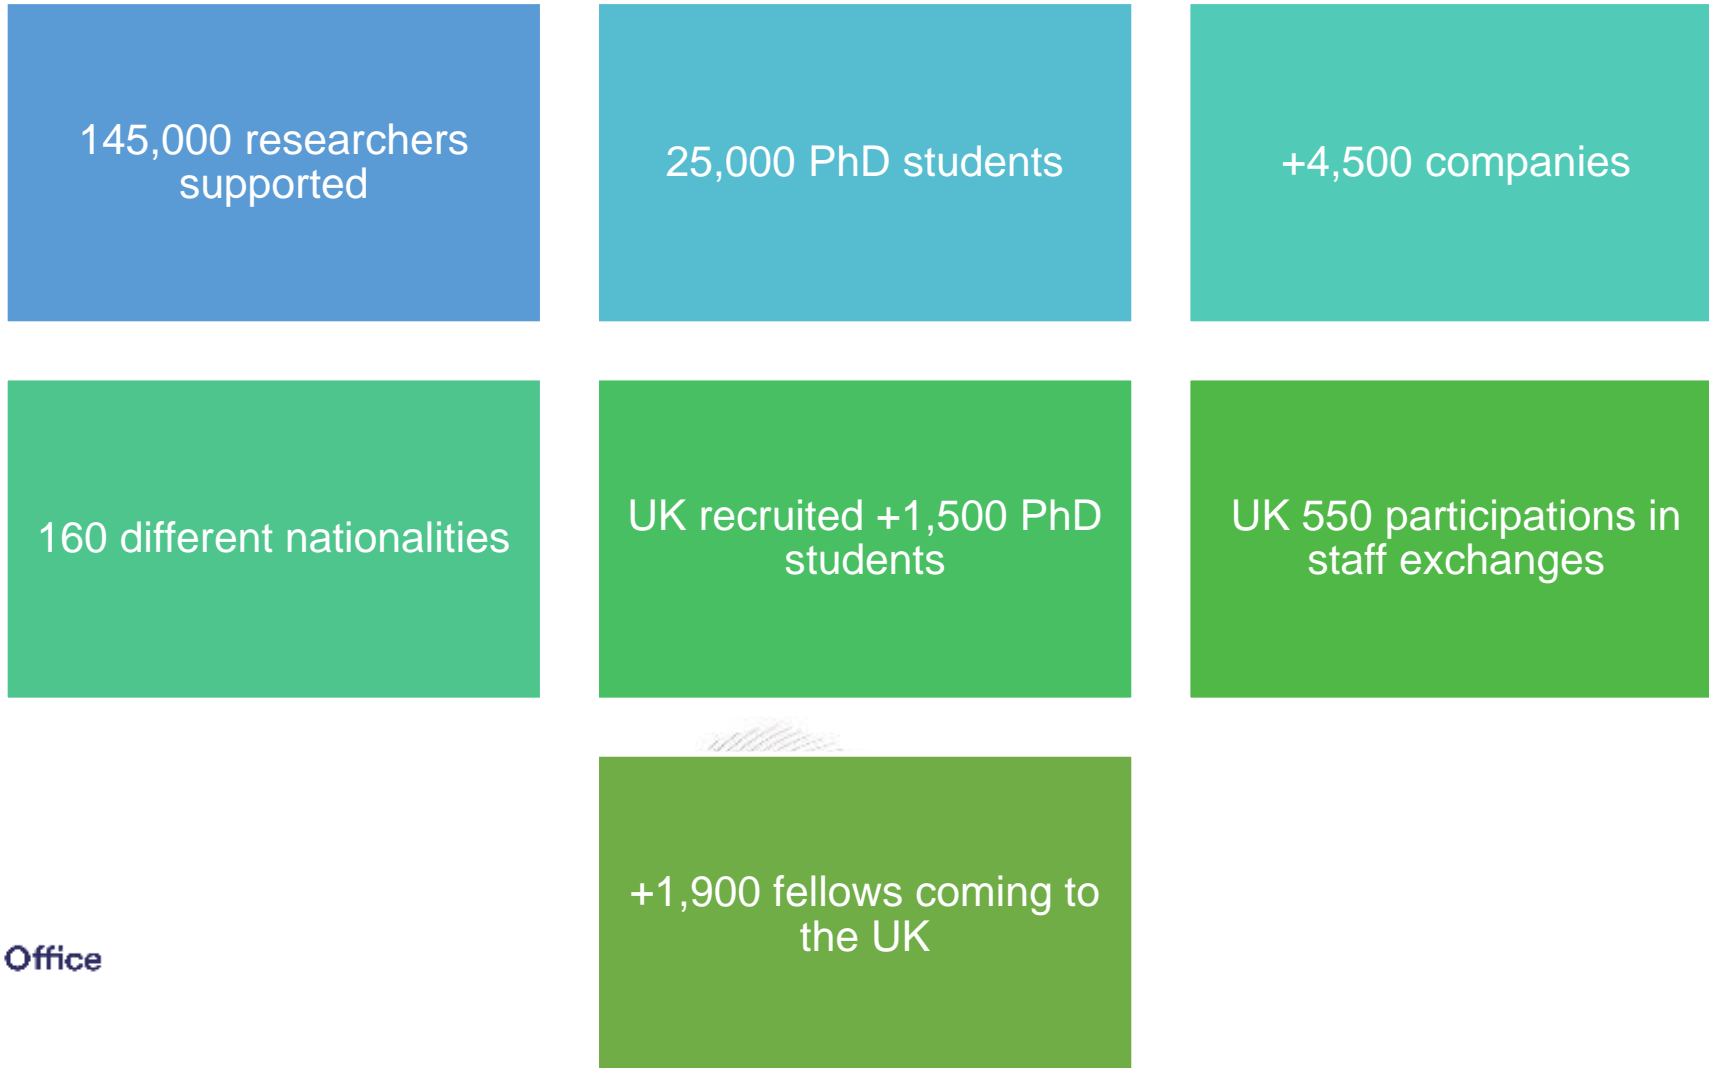 145,000 researchers
supported
25,000 PhD students
+4,500 companies
160 different nationalities
UK recruited +1,500 PhD
students
UK 550 participations in
staff exchanges
+1,900 fellows coming to
the UK
Office